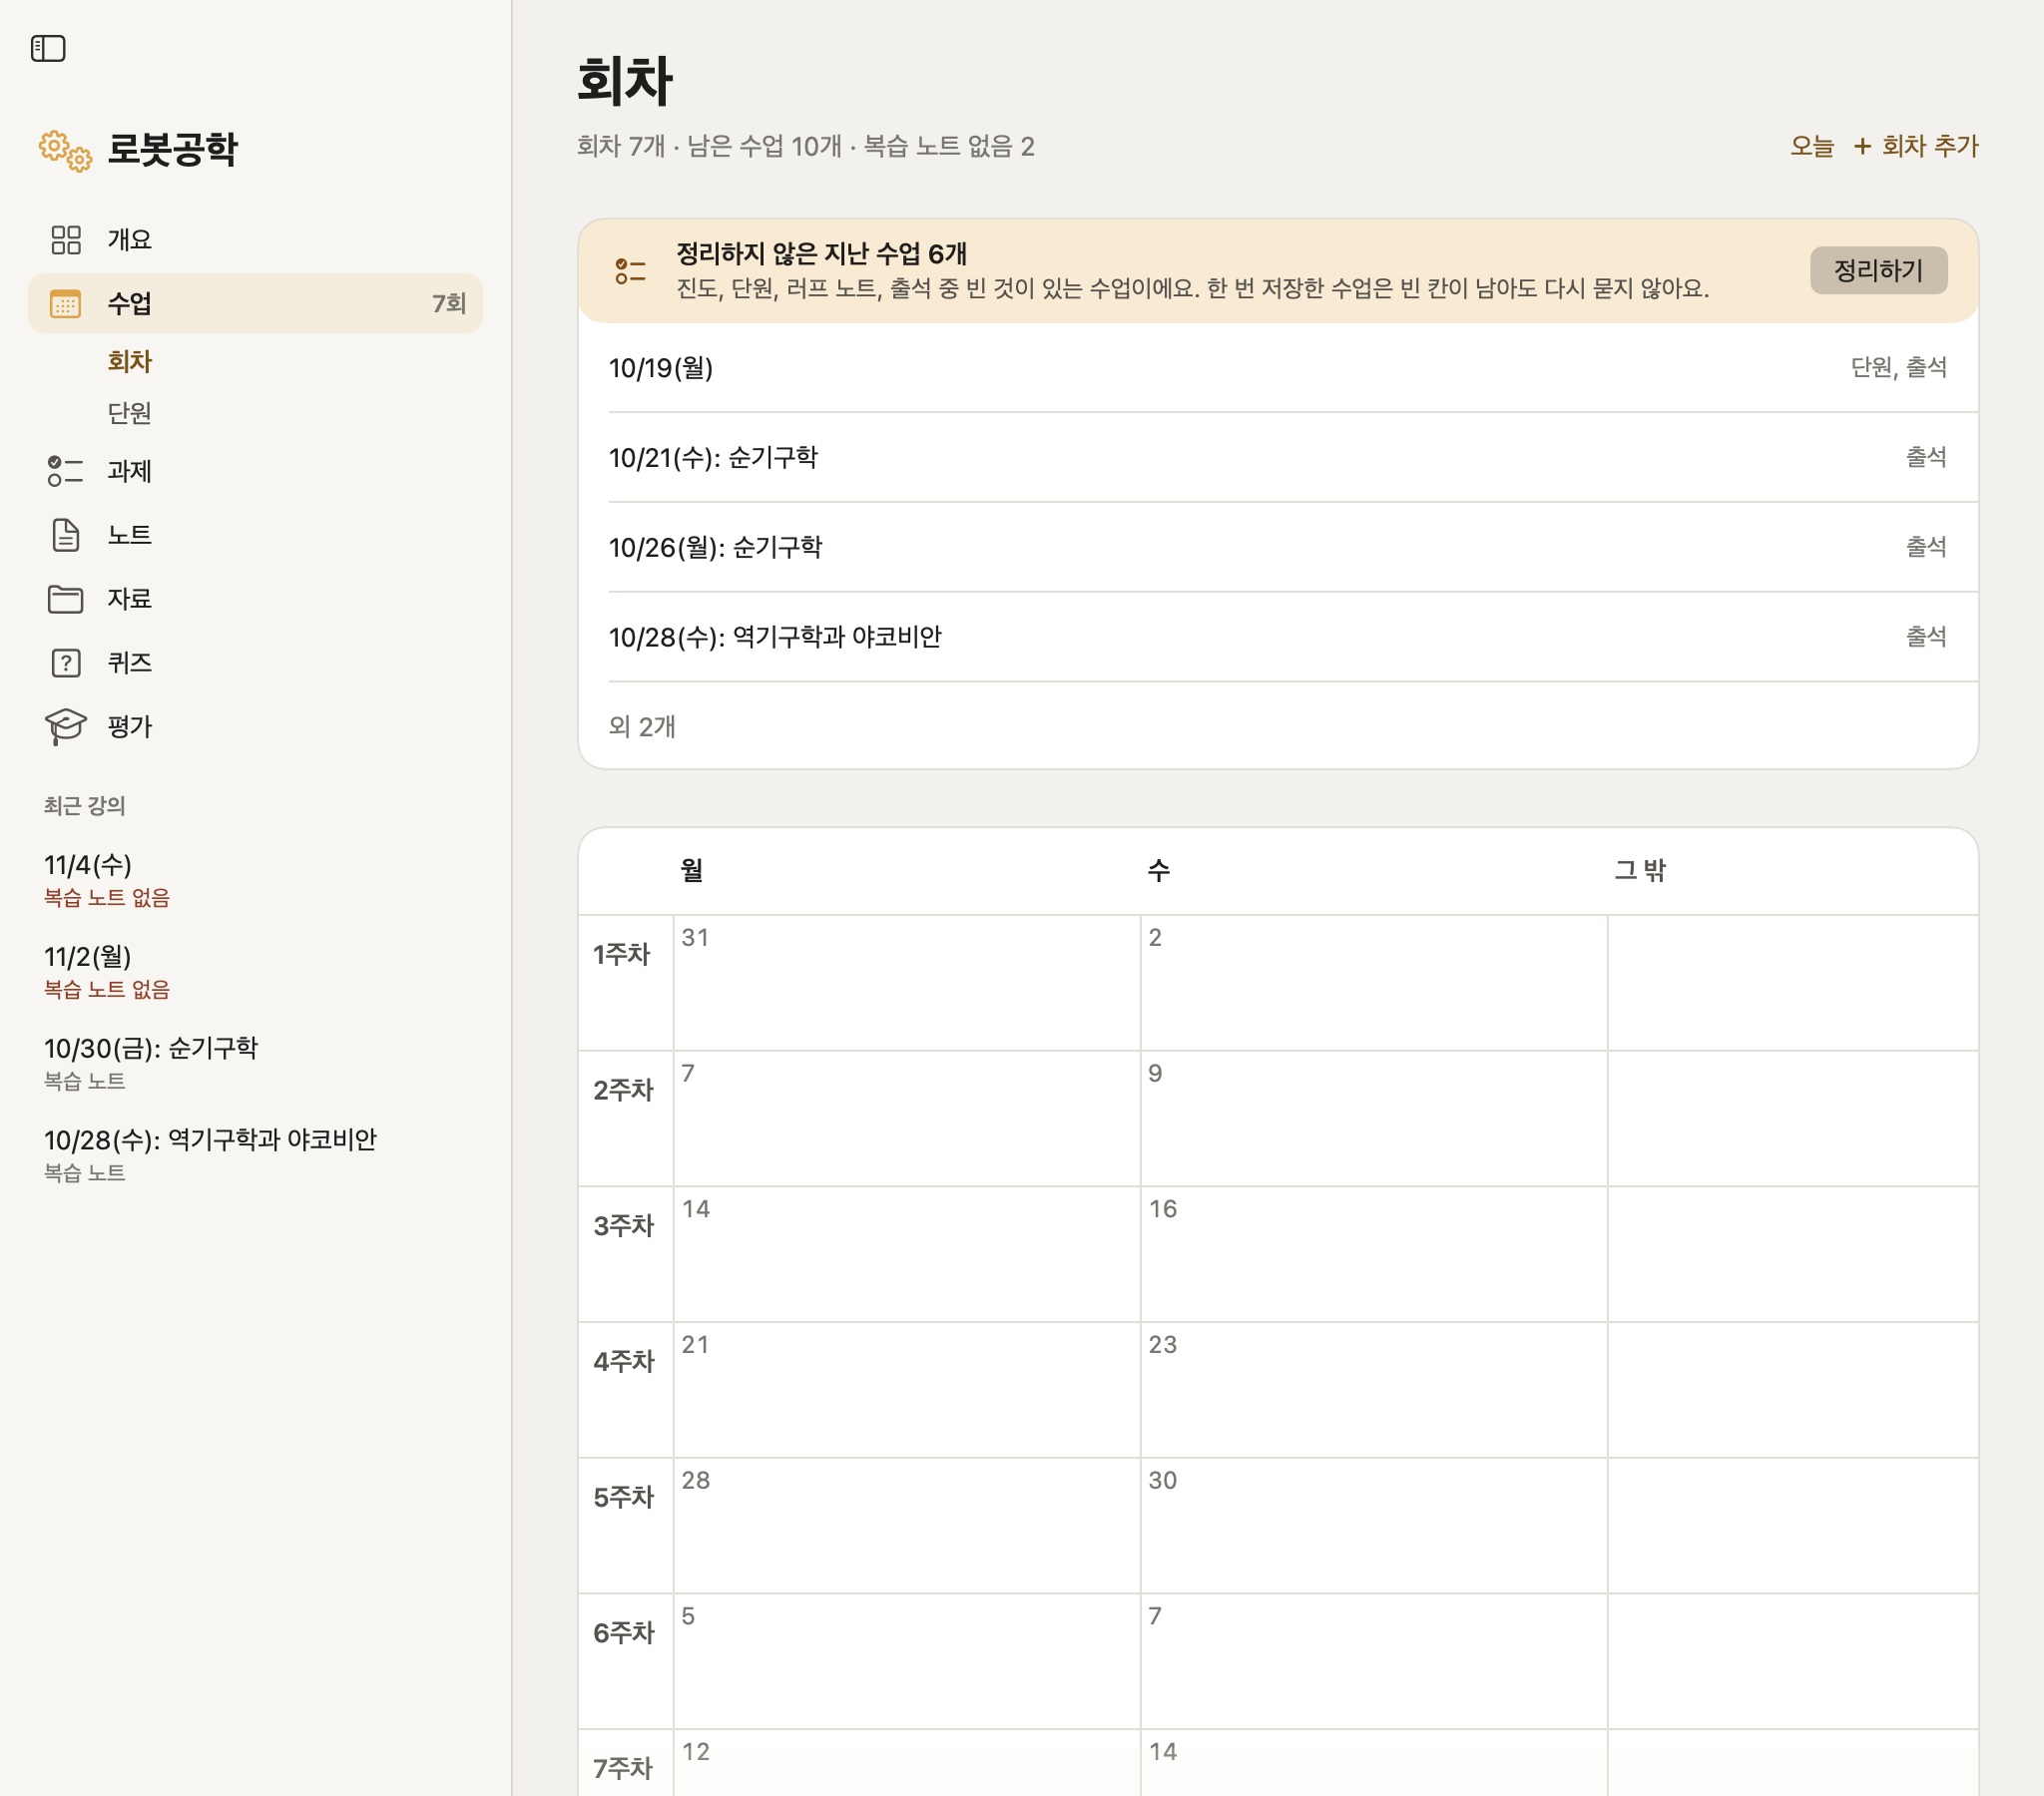 로봇공학
개요
수업 7회
회차
단원
과제
노트
자료
퀴즈
평가
최근 강의
11/4(수)
복습 노트 없음
11/2(월)
복습 노트 없음
10/30(금): 순기구학
복습 노트
10/28(수): 역기구학과 야코비안
복습 노트
회차
회차 7개 · 남은 수업 10개 · 복습 노트 없음 2
오늘 + 회차 추가
정리하지 않은 지난 수업 6개
진도, 단원, 러프 노트, 출석 중 빈 것이 있는 수업이에요. 한 번 저장한 수업은 빈 칸이 남아도 다시 묻지 않아요.
정리하기
10/19(월) 단원, 출석
10/21(수): 순기구학 출석
10/26(월): 순기구학 출석
10/28(수): 역기구학과 야코비안 출석
외 2개
월 수 그 밖
1주차 31 2
2주차 7 9
3주차 14 16
4주차 21 23
5주차 28 30
6주차 5 7
7주차 12 14